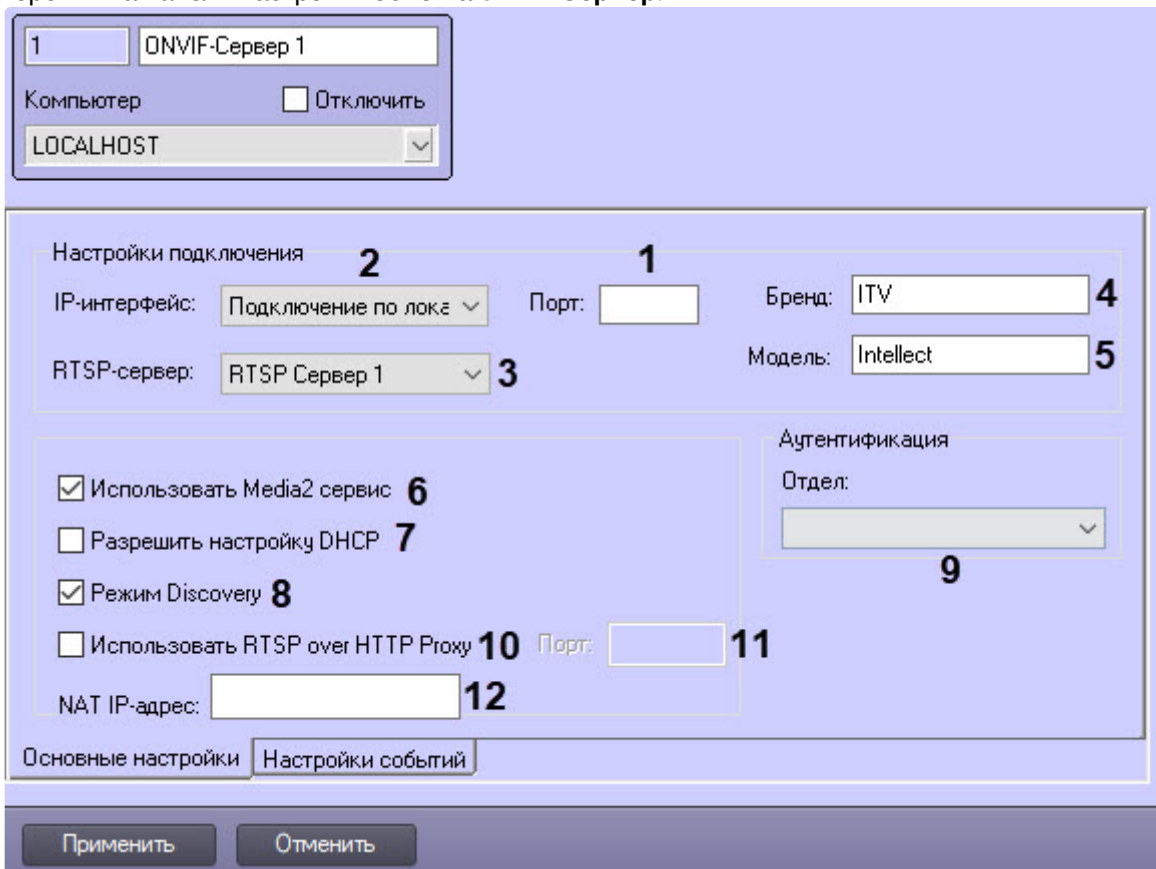 Сервер.
1 ONVIF-Сервер 1
Компьютер Отключить
LOCALHOST
Настройки подключения
2 1
IP-интерфейс: Подключение по лока Порт: Бренд: ITV 4
RTSP-сервер: RTSP Сервер 1 3 Модель: Intellect 5
Аутентификация
Использовать Media2 сервис 6 Отдел:
Разрешить настройку DHCP 7
9
Режим Discovery 8
Использовать RTSP over HTTP Proxy 10 Порт: 11
NAT IP-адрес: 12
Основные настройки Настройки событий
Применить Отменить